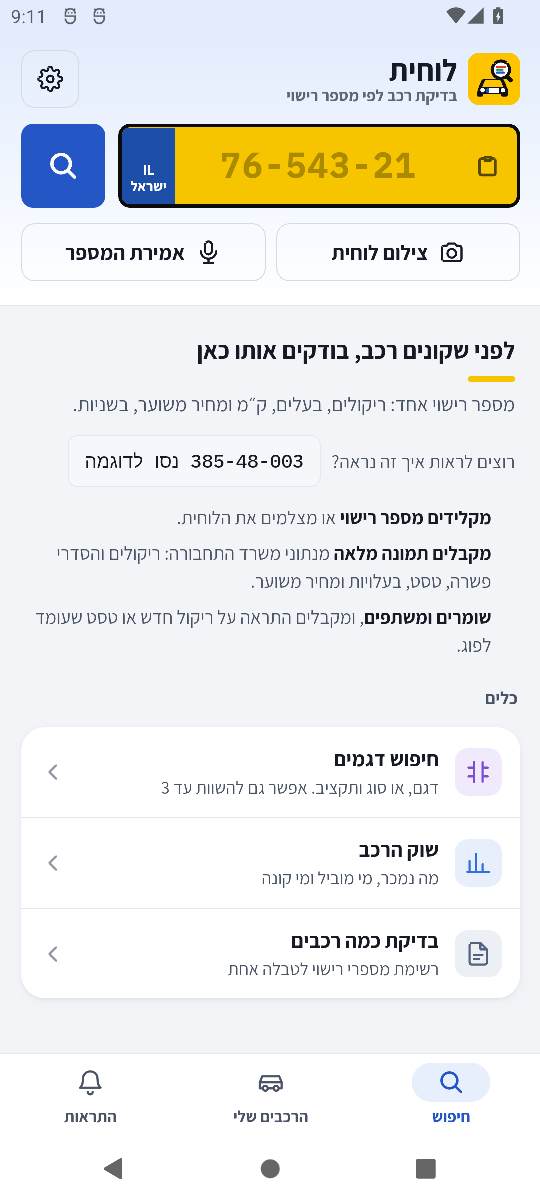 9:11
לוחית
בדיקת רכב לפי מספר רישוי
76-543-21
IL
ישראל
צילום לוחית
אמירת המספר
לפני שקונים רכב, בודקים אותו כאן
מספר רישוי אחד: ריקולים, בעלים, ק״מ ומחיר משוער, בשניות.
רוצים לראות איך זה נראה?
נסו לדוגמה 385-48-003
מקלידים מספר רישוי או מצלמים את הלוחית.
מקבלים תמונה מלאה מנתוני משרד התחבורה: ריקולים והסדרי
פשרה, טסט, בעלויות ומחיר משוער.
שומרים ומשתפים, ומקבלים התראה על ריקול חדש או טסט שעומד
לפוג.
כלים
חיפוש דגמים
דגם, או סוג ותקציב. אפשר גם להשוות עד 3
שוק הרכב
מה נמכר, מי מוביל ומי קונה
בדיקת כמה רכבים
רשימת מספרי רישוי לטבלה אחת
חיפוש
הרכבים שלי
התראות